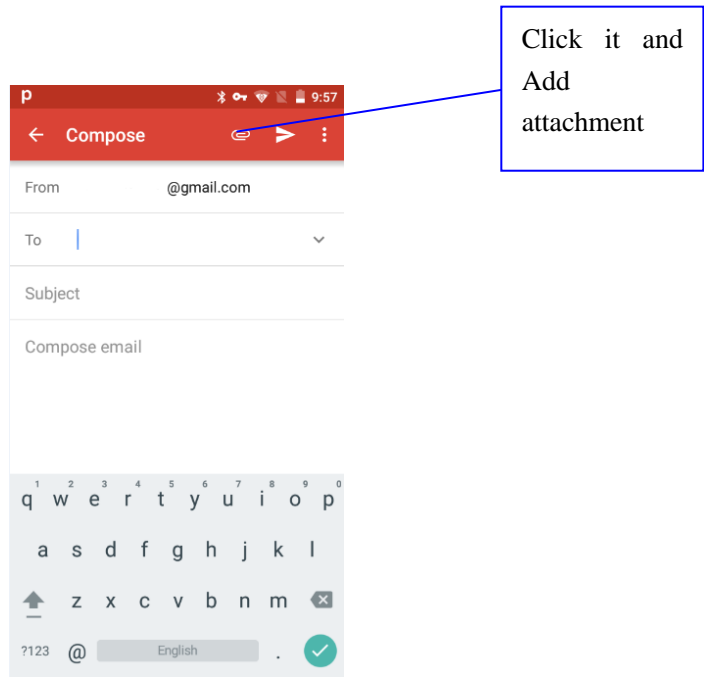 Click it and
Add
attachment
p 9:57
Compose
From @gmail.com
To
Subject
Compose email
1 2 3 4 5 6 7 8 9 0
q w e r t y u i o p
a s d f g h j k l
z x c v b n m
?123 @ English .